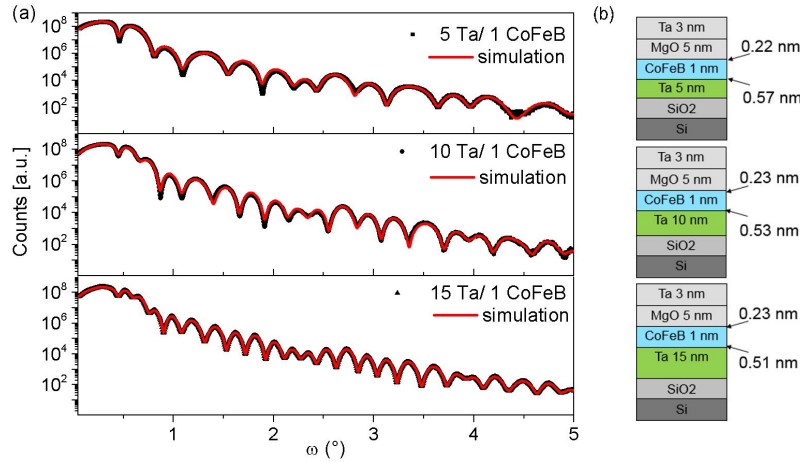 (a)
5 Ta/ 1 CoFeB
simulation
10 Ta/ 1 CoFeB
simulation
15 Ta/ 1 CoFeB
simulation
Counts [a.u.]
10^8
10^6
10^4
10^2
10^8
10^6
10^4
10^2
10^8
10^6
10^4
10^2
1 2 3 4 5
ω (°)
(b)
Ta 3 nm
MgO 5 nm
0.22 nm
CoFeB 1 nm
Ta 5 nm
0.57 nm
SiO2
Si
Ta 3 nm
MgO 5 nm
0.23 nm
CoFeB 1 nm
Ta 10 nm
0.53 nm
SiO2
Si
Ta 3 nm
MgO 5 nm
0.23 nm
CoFeB 1 nm
Ta 15 nm
0.51 nm
SiO2
Si